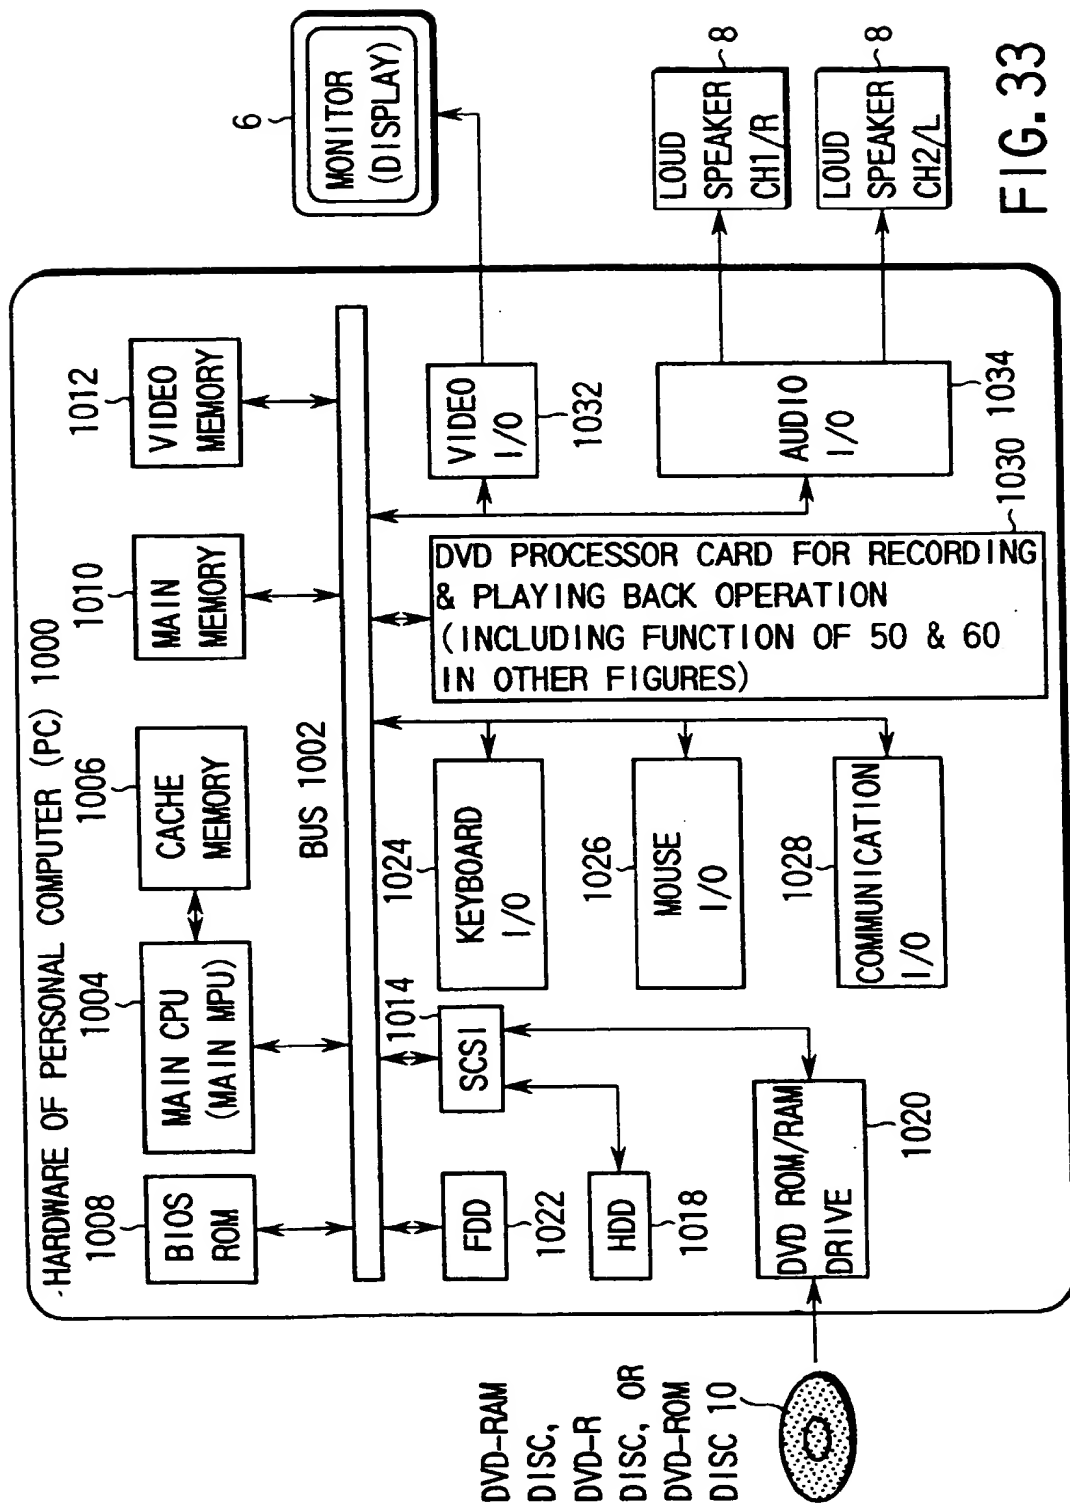 HARDWARE OF PERSONAL COMPUTER (PC) 1000
1008
BIOS
ROM
1004
MAIN CPU
(MAIN MPU)
1006
CACHE
MEMORY
1010
MAIN
MEMORY
1012
VIDEO
MEMORY
6
MONITOR
(DISPLAY)
BUS 1002
FDD
1022
HDD
1018
1014
SCSI
DVD ROM/RAM
DRIVE
1020
1024
KEYBOARD
I/O
1026
MOUSE
I/O
1028
COMMUNICATION
I/O
DVD PROCESSOR CARD FOR RECORDING
& PLAYING BACK OPERATION
(INCLUDING FUNCTION OF 50 & 60
IN OTHER FIGURES)
1030
VIDEO
I/O
1032
AUDIO
I/O
1034
LOUD
SPEAKER
CH1/R
8
LOUD
SPEAKER
CH2/L
8
DVD-RAM
DISC,
DVD-R
DISC, OR
DVD-ROM
DISC 10
FIG.33